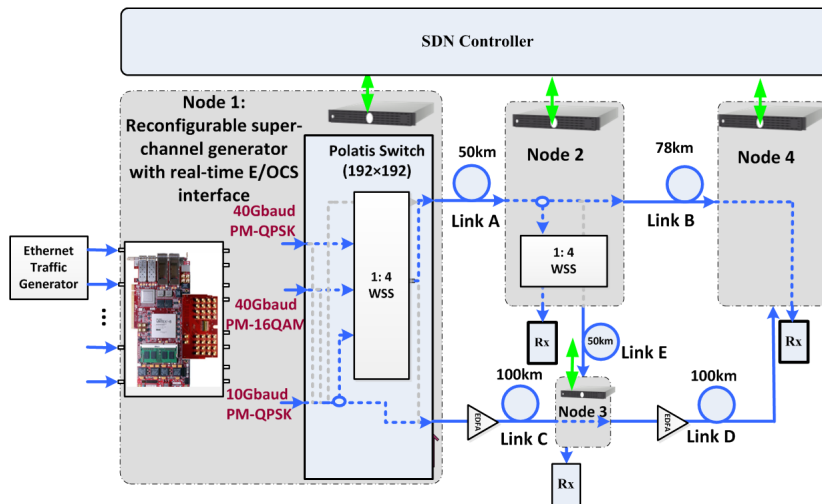 SDN Controller
Node 1:
Reconfigurable super-
channel generator
with real-time E/OCS
interface
Polatis Switch
(192×192)
40Gbaud
PM-QPSK
40Gbaud
PM-16QAM
10Gbaud
PM-QPSK
1: 4
WSS
Ethernet
Traffic
Generator
50km
Link A
Node 2
1: 4
WSS
Rx
78km
Link B
Node 4
Rx
50km
Link E
EDFA
100km
Link C
Node 3
Rx
EDFA
100km
Link D